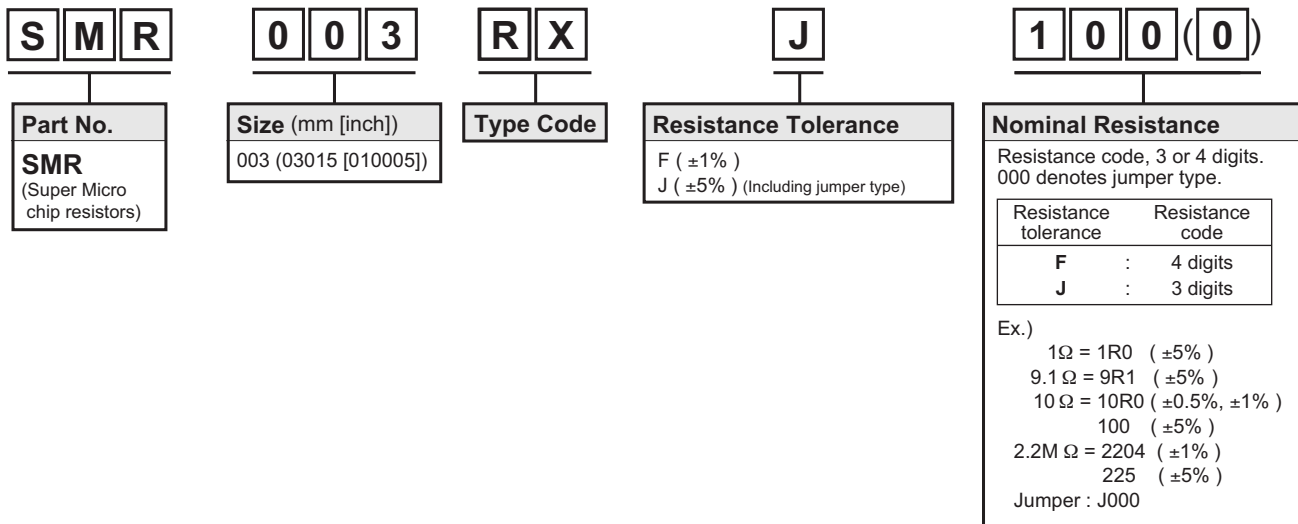 S M R 0 0 3 R X J 1 0 0 ( 0 )
Part No.
SMR
(Super Micro
chip resistors)
Size (mm [inch])
003 (03015 [010005])
Type Code
Resistance Tolerance
F ( ±1% )
J ( ±5% ) (Including jumper type)
Nominal Resistance
Resistance code, 3 or 4 digits.
000 denotes jumper type.
Resistance tolerance Resistance code
F : 4 digits
J : 3 digits
Ex.)
1Ω = 1R0 ( ±5% )
9.1 Ω = 9R1 ( ±5% )
10 Ω = 10R0 ( ±0.5%, ±1% )
100 ( ±5% )
2.2M Ω = 2204 ( ±1% )
225 ( ±5% )
Jumper : J000